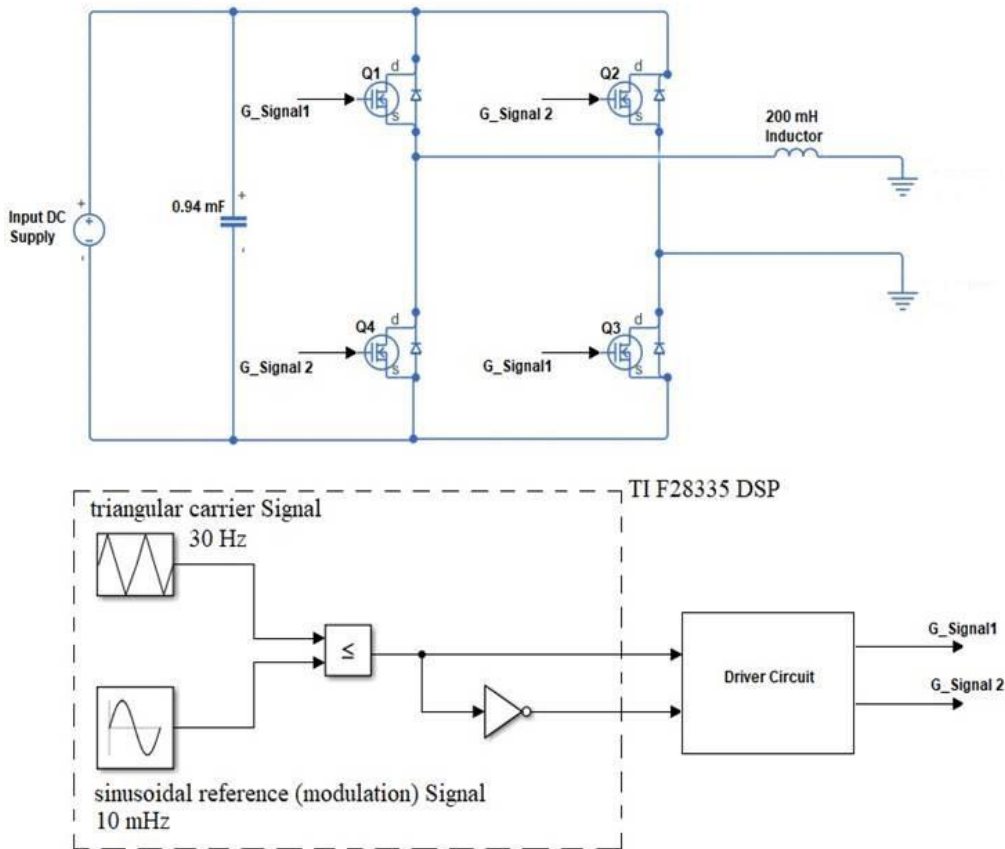 Q1
d
s
G_Signal1
Q2
d
s
G_Signal 2
200 mH
Inductor
Input DC
Supply
+
+
−
-
0.94 mF
+
-
Q4
d
s
G_Signal 2
Q3
d
s
G_Signal1
TI F28335 DSP
triangular carrier Signal
30 Hz
≤
sinusoidal reference (modulation) Signal
10 mHz
Driver Circuit
G_Signal1
G_Signal 2